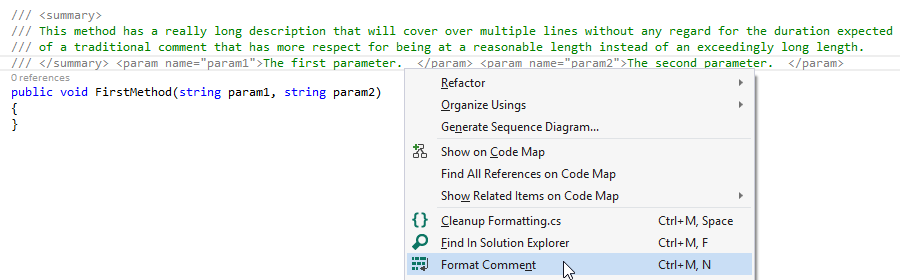 /// <summary>
/// This method has a really long description that will cover over multiple lines without any regard for the duration expected
/// of a traditional comment that has more respect for being at a reasonable length instead of an exceedingly long length.
/// </summary> <param name="param1">The first parameter.  </param> <param name="param2">The second parameter.  </param>
0 references
public void FirstMethod(string param1, string param2)
{
}
Refactor
Organize Usings
Generate Sequence Diagram...
Show on Code Map
Find All References on Code Map
Show Related Items on Code Map
Cleanup Formatting.cs Ctrl+M, Space
Find In Solution Explorer Ctrl+M, F
Format Comment Ctrl+M, N